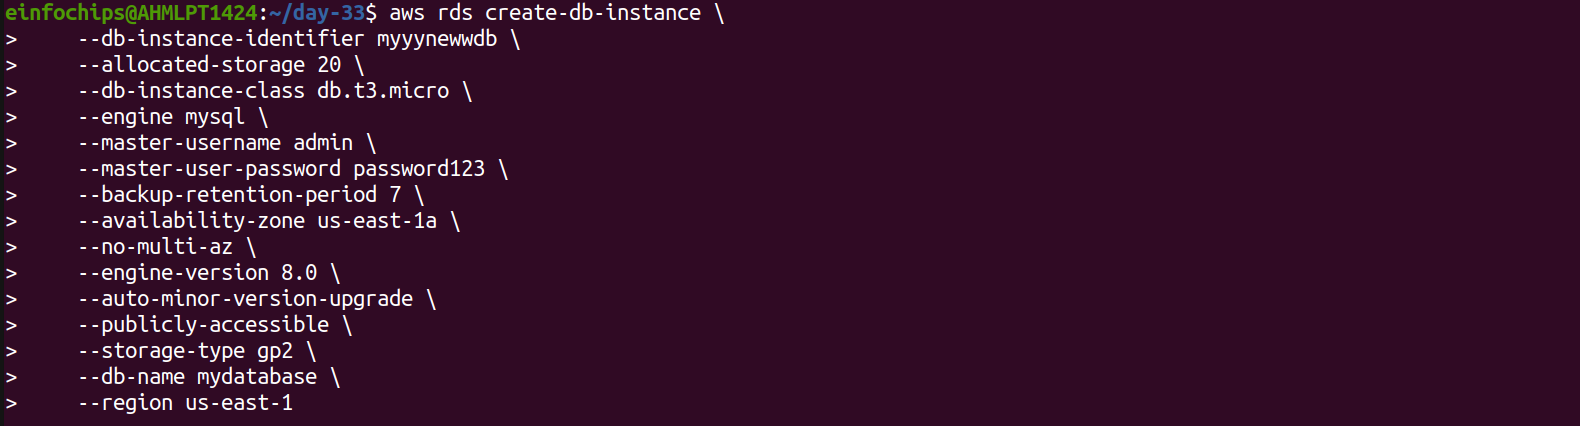 einfochips@AHMLPT1424:~/day-33$ aws rds create-db-instance \
>     --db-instance-identifier myyynewwdb \
>     --allocated-storage 20 \
>     --db-instance-class db.t3.micro \
>     --engine mysql \
>     --master-username admin \
>     --master-user-password password123 \
>     --backup-retention-period 7 \
>     --availability-zone us-east-1a \
>     --no-multi-az \
>     --engine-version 8.0 \
>     --auto-minor-version-upgrade \
>     --publicly-accessible \
>     --storage-type gp2 \
>     --db-name mydatabase \
>     --region us-east-1